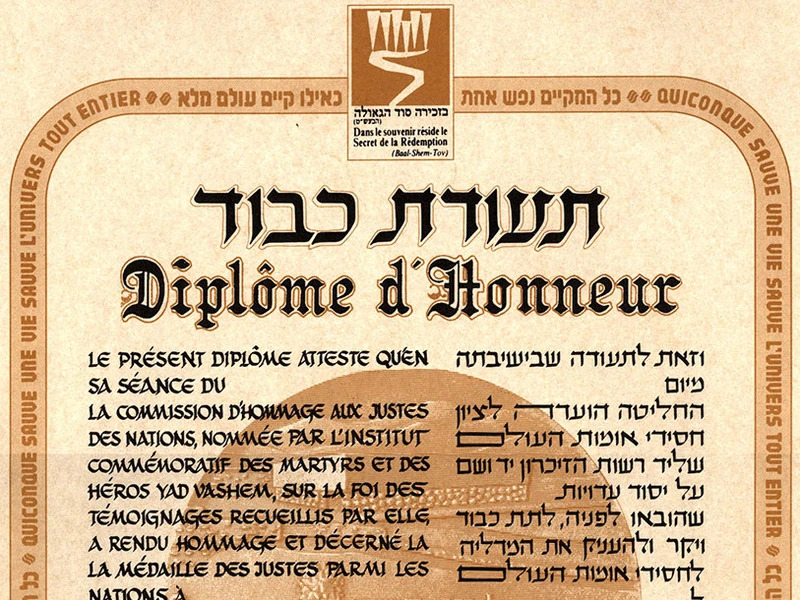 בזכירה סוד הגאולה
(הבעש"ט)
Dans le souvenir réside le
Secret de la Rédemption
(Baal-Shem-Tov)
QUICONQUE SAUVE UNE VIE SAUVE L'UNIVERS TOUT ENTIER
כל המקיים נפש אחת
כאילו קיים עולם מלא
QUICONQUE SAUVE UNE VIE SAUVE L'UNIVERS TOUT ENTIER
תעודת כבוד
Diplôme d'Honneur
LE PRÉSENT DIPLÔME ATTESTE QU'EN
SA SÉANCE DU
LA COMMISSION D'HOMMAGE AUX JUSTES
DES NATIONS, NOMMÉE PAR L'INSTITUT
COMMÉMORATIF DES MARTYRS ET DES
HÉROS YAD VASHEM, SUR LA FOI DES
TÉMOIGNAGES RECUEILLIS PAR ELLE,
A RENDU HOMMAGE ET DÉCERNÉ LA
LA MÉDAILLE DES JUSTES PARMI LES
NATIONS A
וזאת לתעודה שבישיבתה
מיום
החליטה הועדה לציון
חסידי אומות העולם
שליד רשות הזיכרון יד ושם
על יסוד עדויות
שהובאו לפניה, לתת כבוד
ויקר ולהעניק את המדליה
לחסידי אומות העולם